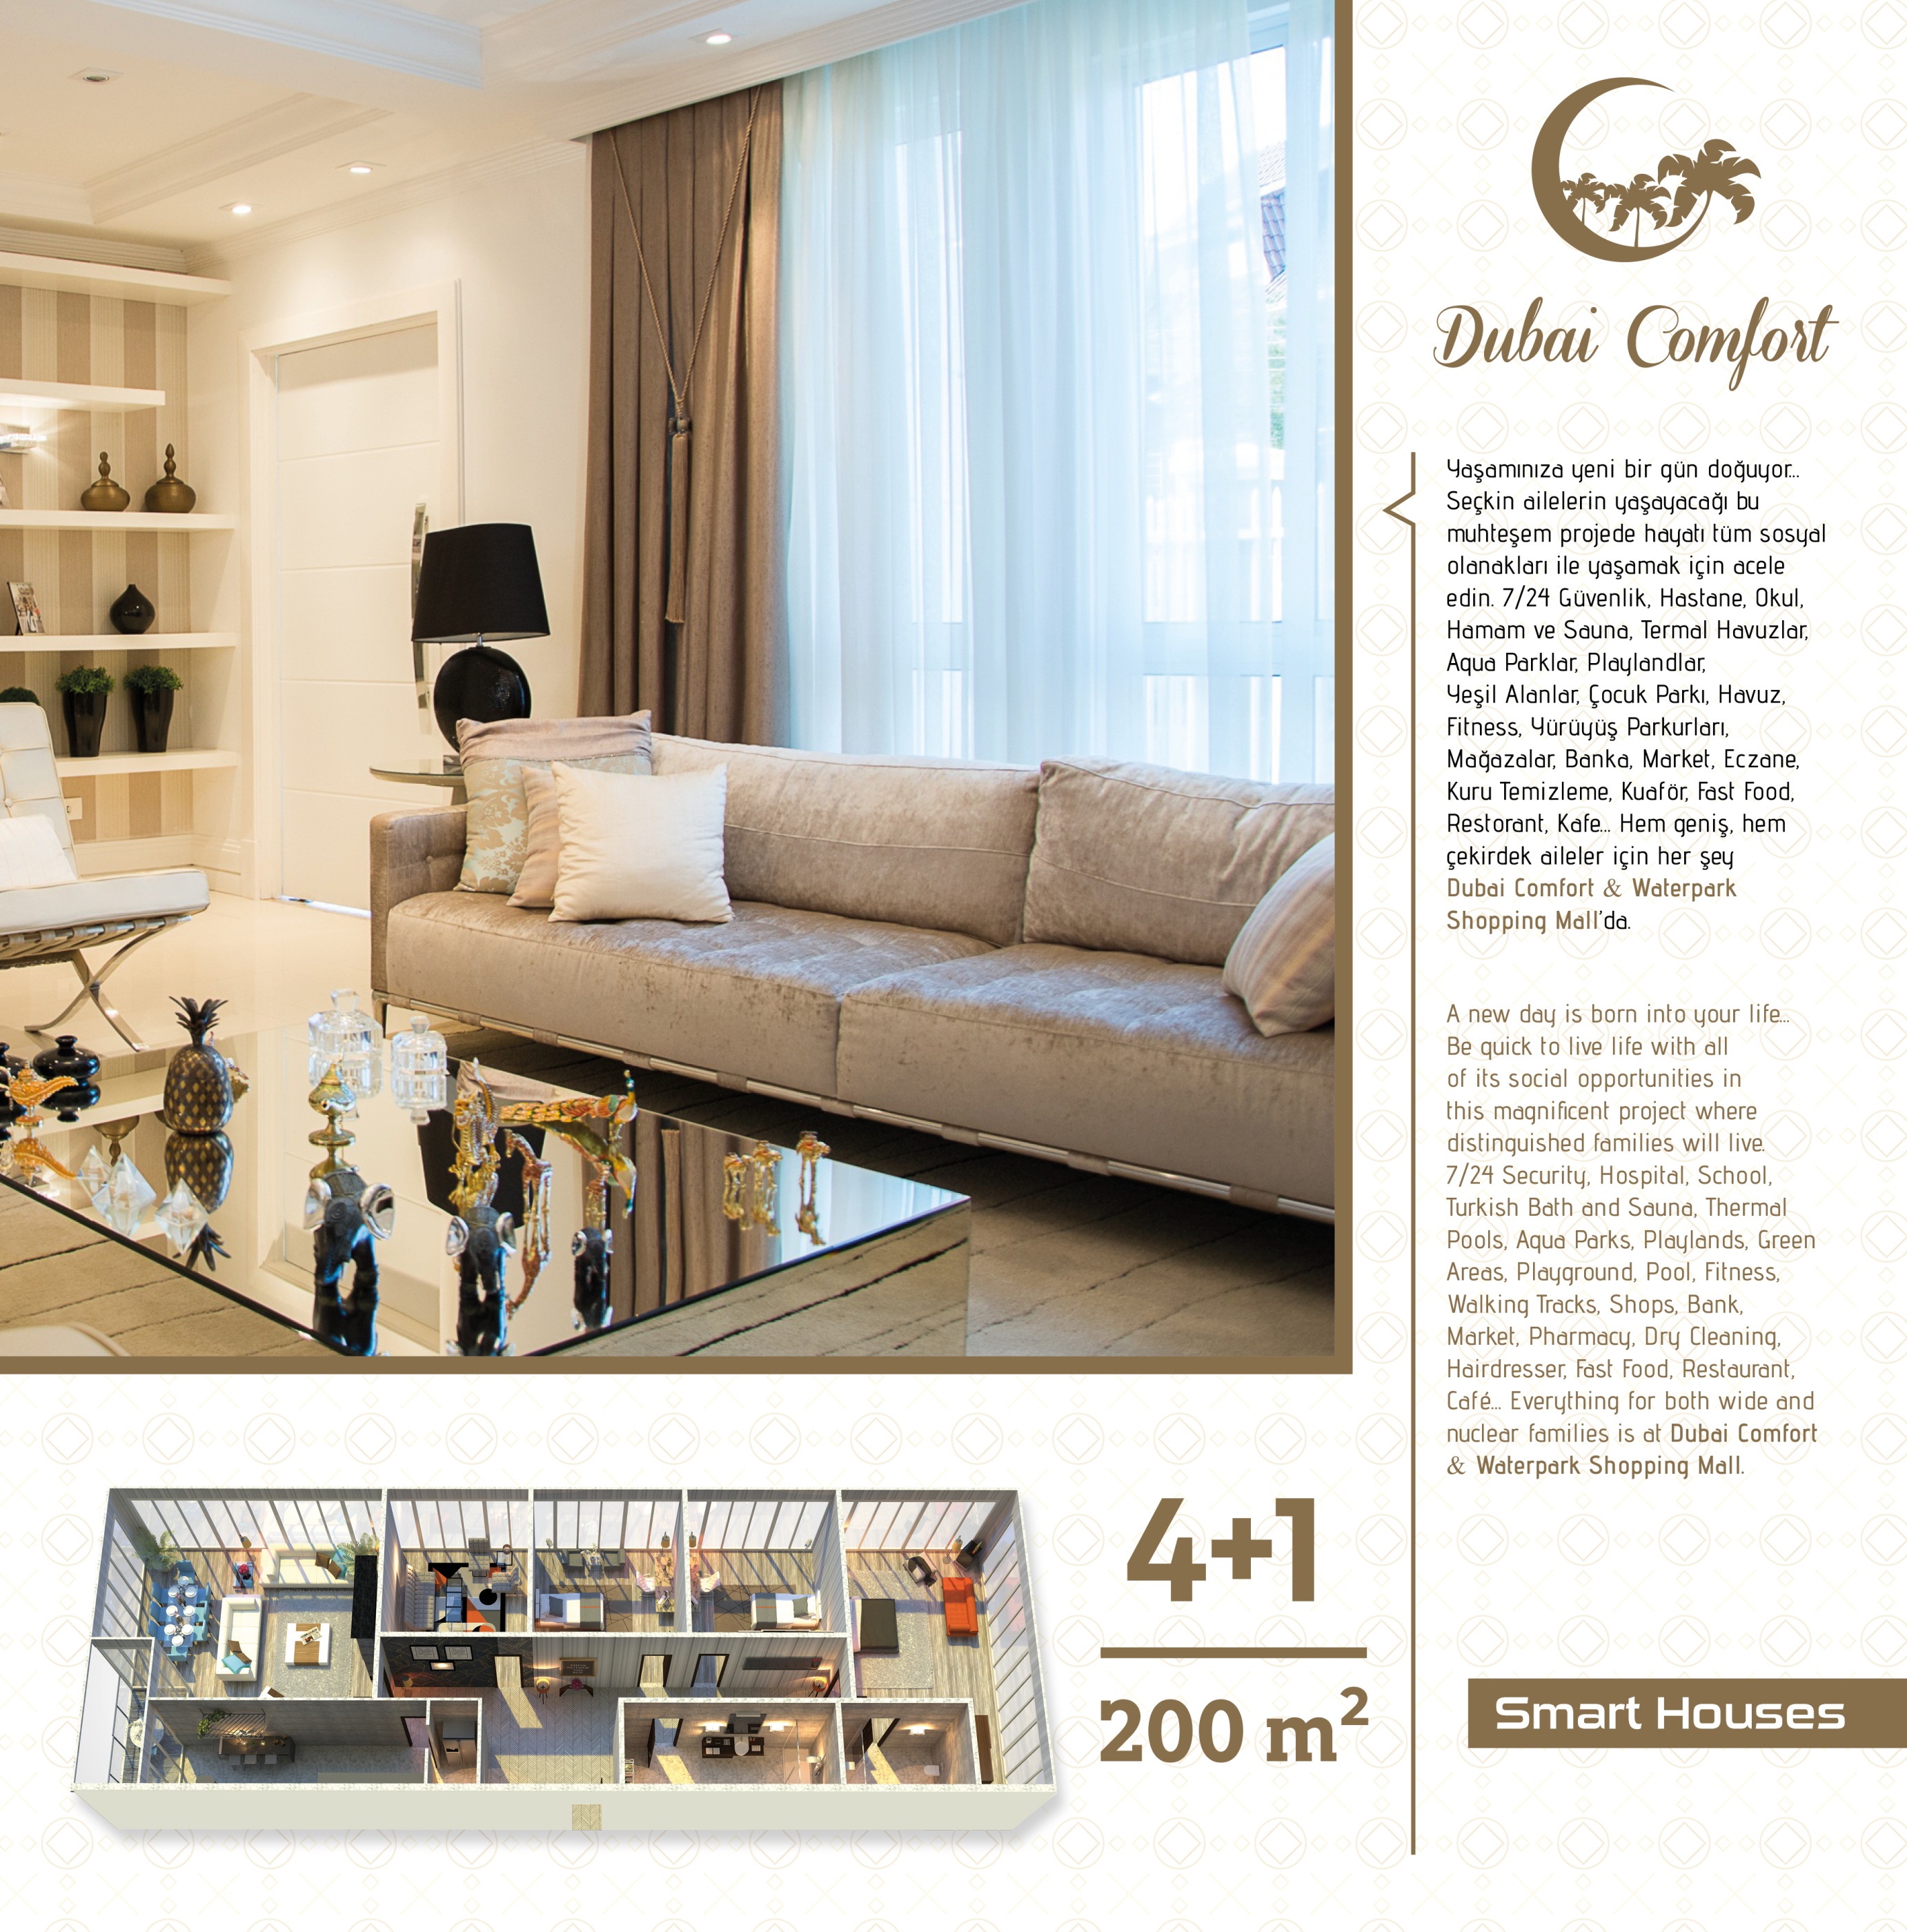 Dubai Comfort
Yaşamınıza yeni bir gün doğuyor...
Seçkin ailelerin yaşayacağı bu
muhteşem projede hayatı tüm sosyal
olanakları ile yaşamak için acele
edin. 7/24 Güvenlik, Hastane, Okul,
Hamam ve Sauna, Termal Havuzlar,
Aqua Parklar, Playlandlar,
Yeşil Alanlar, Çocuk Parkı, Havuz,
Fitness, Yürüyüş Parkurları,
Mağazalar, Banka, Market, Eczane,
Kuru Temizleme, Kuaför, Fast Food,
Restorant, Kafe... Hem geniş, hem
çekirdek aileler için her şey
Dubai Comfort & Waterpark
Shopping Mall'da.
A new day is born into your life...
Be quick to live life with all
of its social opportunities in
this magnificent project where
distinguished families will live.
7/24 Security, Hospital, School,
Turkish Bath and Sauna, Thermal
Pools, Aqua Parks, Playlands, Green
Areas, Playground, Pool, Fitness,
Walking Tracks, Shops, Bank,
Market, Pharmacy, Dry Cleaning,
Hairdresser, Fast Food, Restaurant,
Café... Everything for both wide and
nuclear families is at Dubai Comfort
& Waterpark Shopping Mall.
4+1
200 m²
Smart Houses